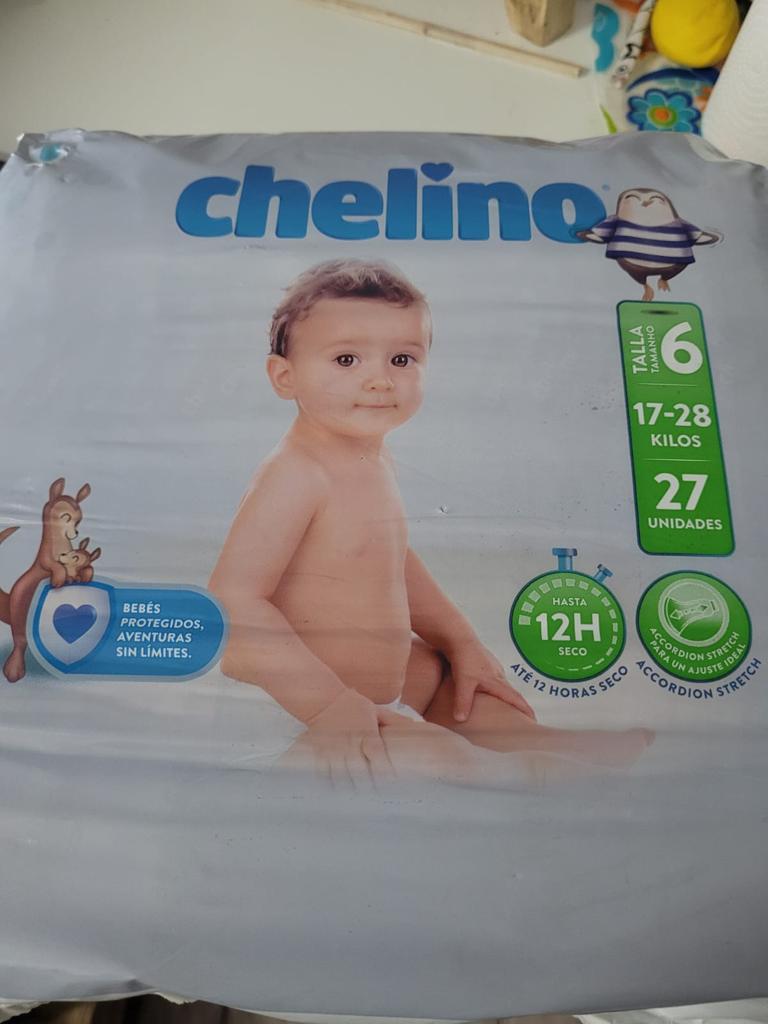 chelino
TALLA
TAMANHO
6
17-28
KILOS
27
UNIDADES
BEBÉS
PROTEGIDOS,
AVENTURAS
SIN LÍMITES.
HASTA
12H
SECO
ATÉ 12 HORAS SECO
ACCORDION STRETCH
PARA UN AJUSTE IDEAL
ACCORDION STRETCH